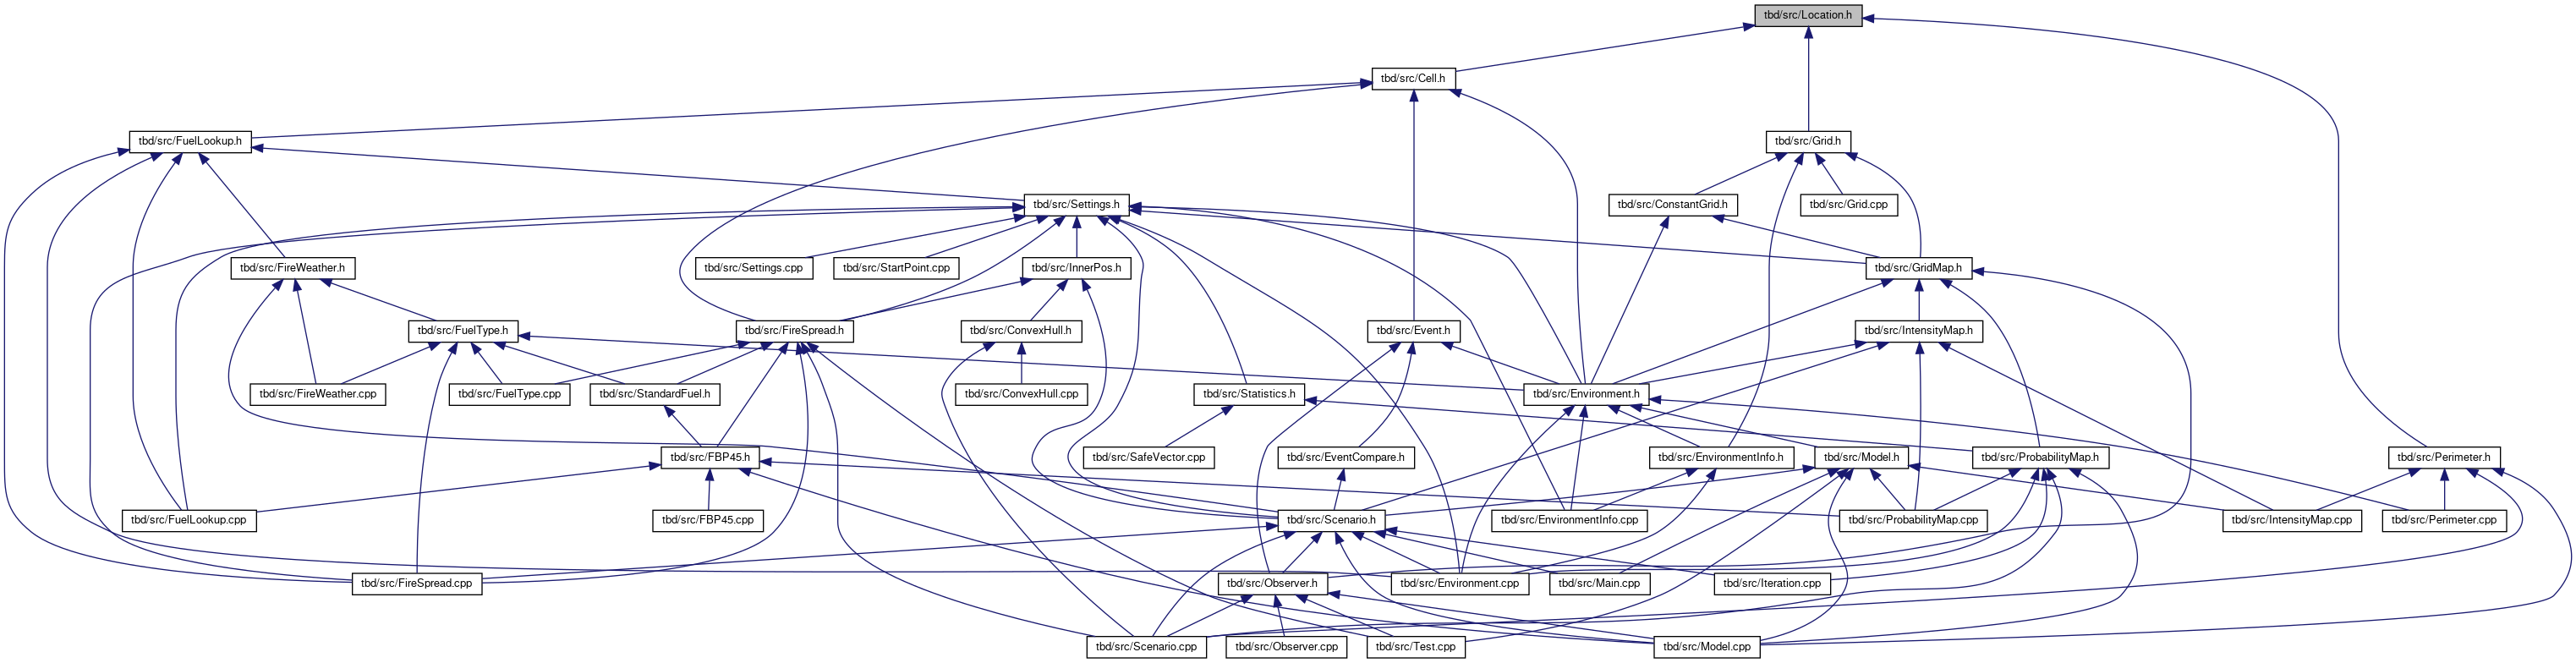 tbd/src/Location.h
tbd/src/Cell.h
tbd/src/FuelLookup.h
tbd/src/Grid.h
tbd/src/Settings.h
tbd/src/ConstantGrid.h
tbd/src/Grid.cpp
tbd/src/FireWeather.h
tbd/src/Settings.cpp
tbd/src/StartPoint.cpp
tbd/src/InnerPos.h
tbd/src/GridMap.h
tbd/src/FuelType.h
tbd/src/FireSpread.h
tbd/src/ConvexHull.h
tbd/src/Event.h
tbd/src/IntensityMap.h
tbd/src/FireWeather.cpp
tbd/src/FuelType.cpp
tbd/src/StandardFuel.h
tbd/src/ConvexHull.cpp
tbd/src/Statistics.h
tbd/src/Environment.h
tbd/src/FBP45.h
tbd/src/SafeVector.cpp
tbd/src/EventCompare.h
tbd/src/EnvironmentInfo.h
tbd/src/Model.h
tbd/src/ProbabilityMap.h
tbd/src/Perimeter.h
tbd/src/FuelLookup.cpp
tbd/src/FBP45.cpp
tbd/src/Scenario.h
tbd/src/EnvironmentInfo.cpp
tbd/src/ProbabilityMap.cpp
tbd/src/IntensityMap.cpp
tbd/src/Perimeter.cpp
tbd/src/FireSpread.cpp
tbd/src/Observer.h
tbd/src/Environment.cpp
tbd/src/Main.cpp
tbd/src/Iteration.cpp
tbd/src/Scenario.cpp
tbd/src/Observer.cpp
tbd/src/Test.cpp
tbd/src/Model.cpp